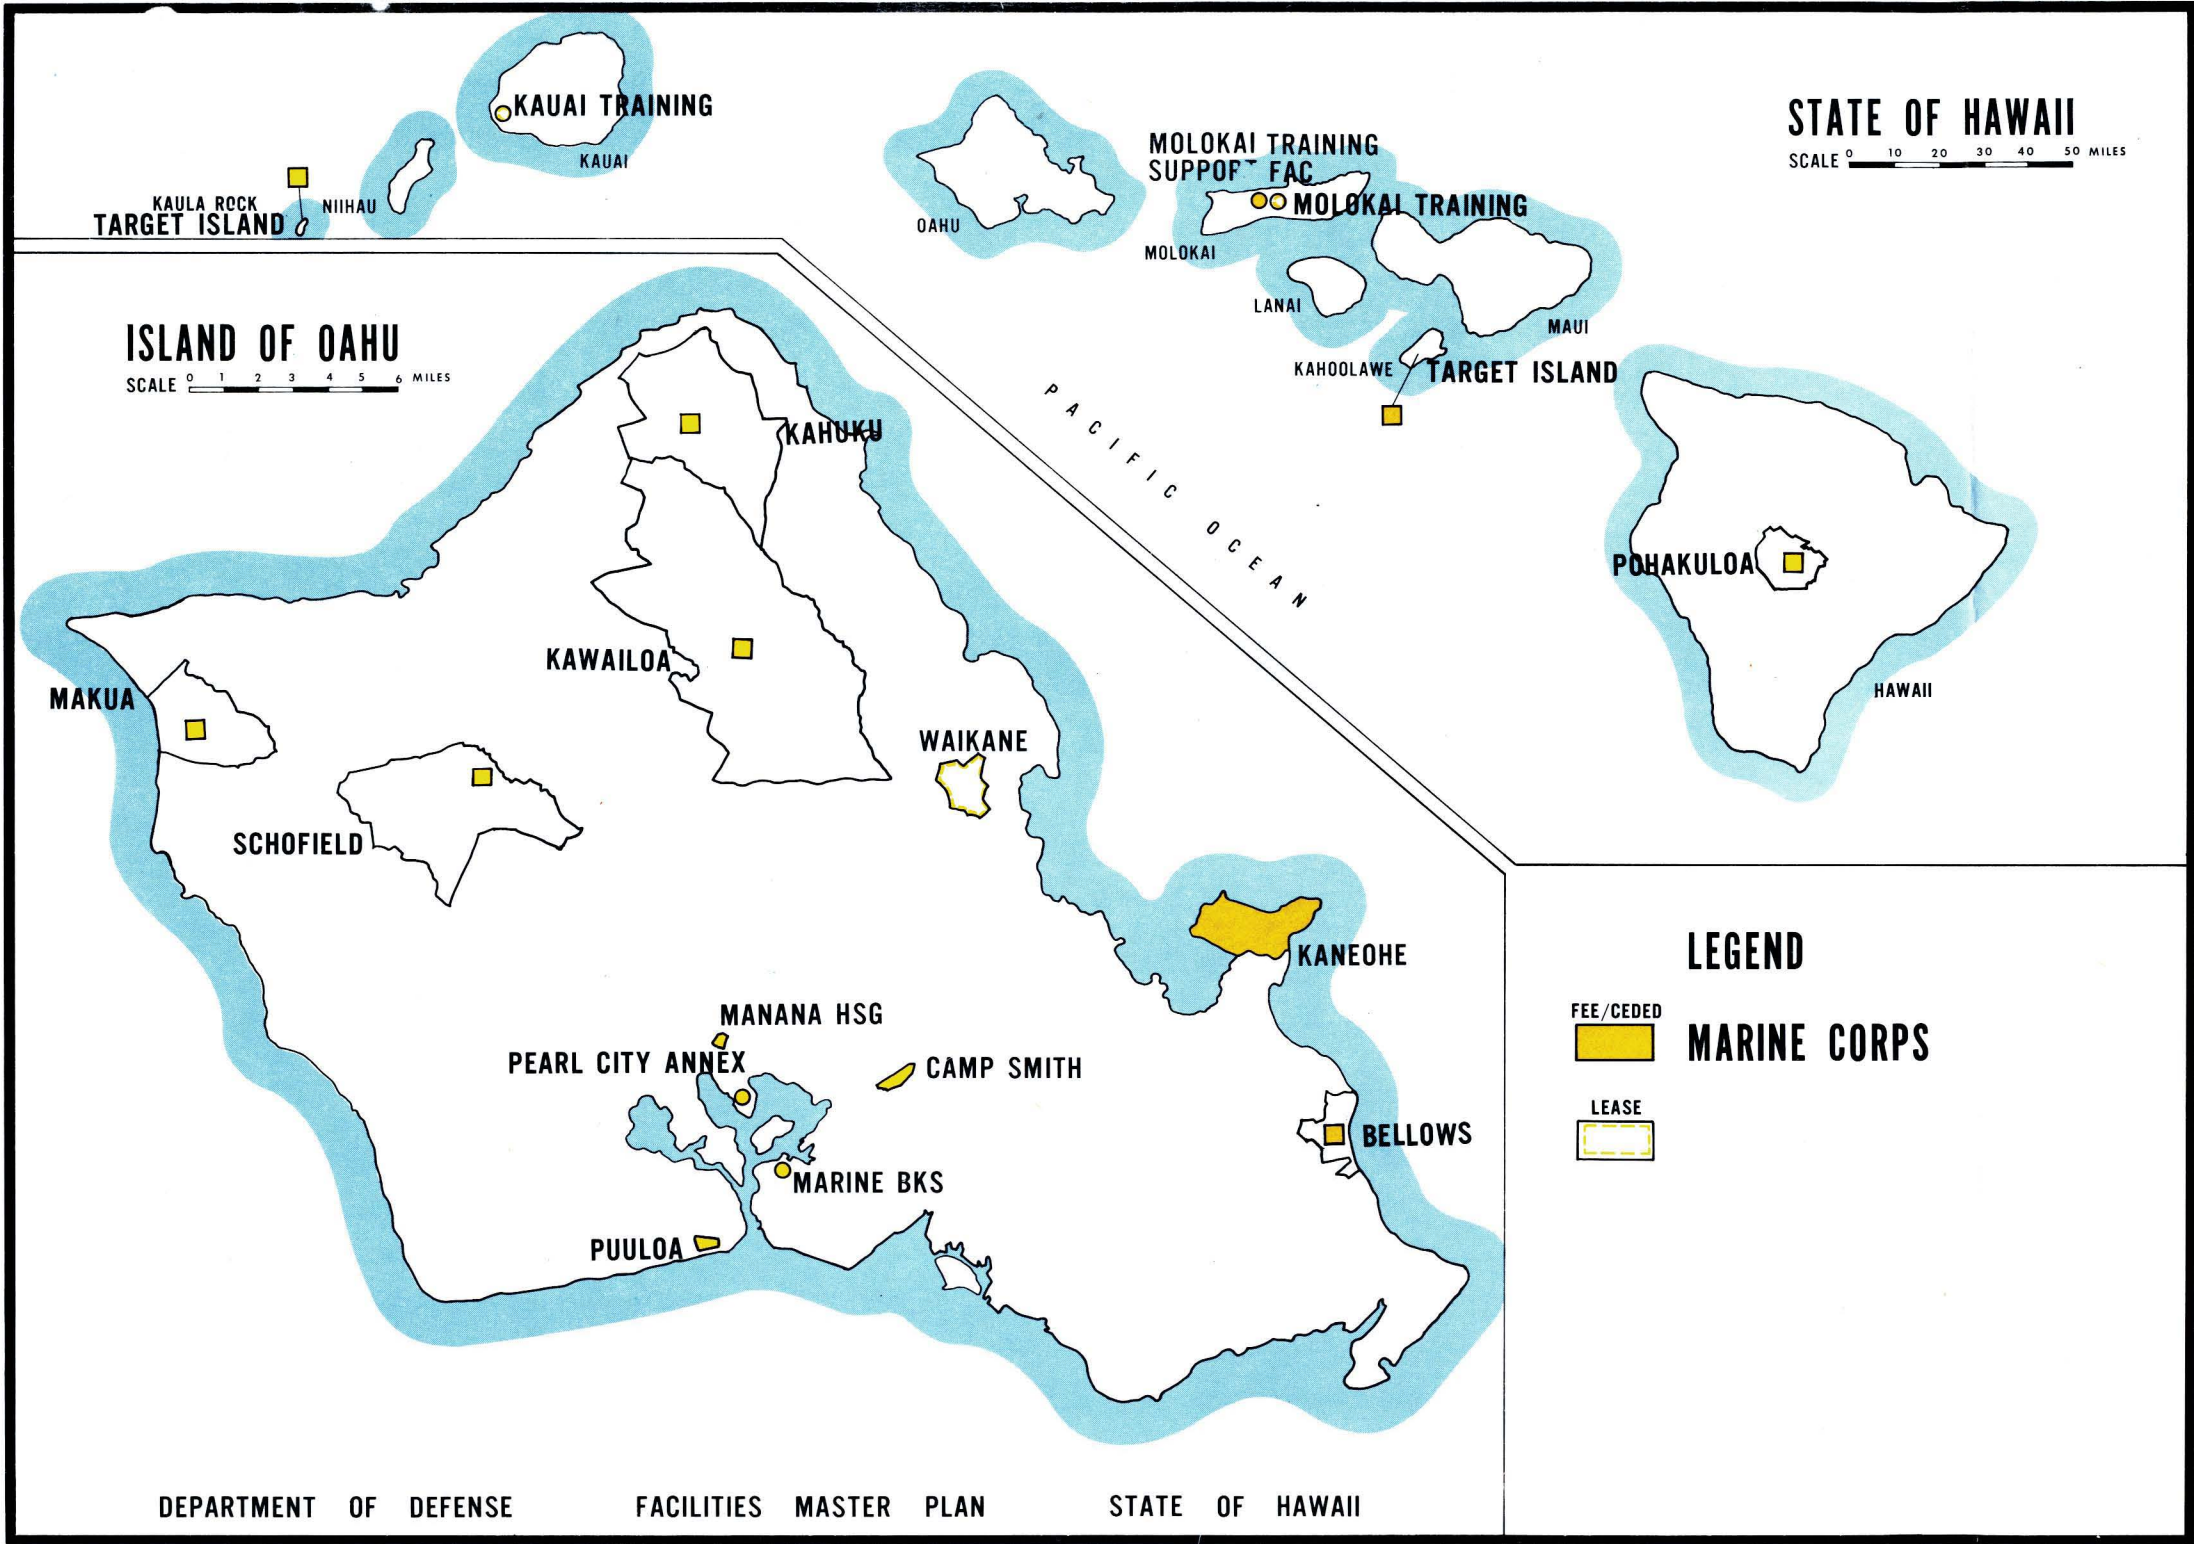 STATE OF HAWAII
SCALE 0 10 20 30 40 50 MILES
KAUAI TRAINING
KAUAI
KAULA ROCK
TARGET ISLAND
NIIHAU
OAHU
MOLOKAI TRAINING
SUPPORT FAC
MOLOKAI TRAINING
MOLOKAI
LANAI
MAUI
KAHOOLAWE
TARGET ISLAND
PACIFIC OCEAN
POHAKULOA
HAWAII
ISLAND OF OAHU
SCALE 0 1 2 3 4 5 6 MILES
KAHUKU
KAWAILOA
MAKUA
SCHOFIELD
WAIKANE
KANEOHE
MANANA HSG
PEARL CITY ANNEX
CAMP SMITH
BELLOWS
MARINE BKS
PUULOA
LEGEND
FEE/CEDED
MARINE CORPS
LEASE
DEPARTMENT OF DEFENSE FACILITIES MASTER PLAN STATE OF HAWAII